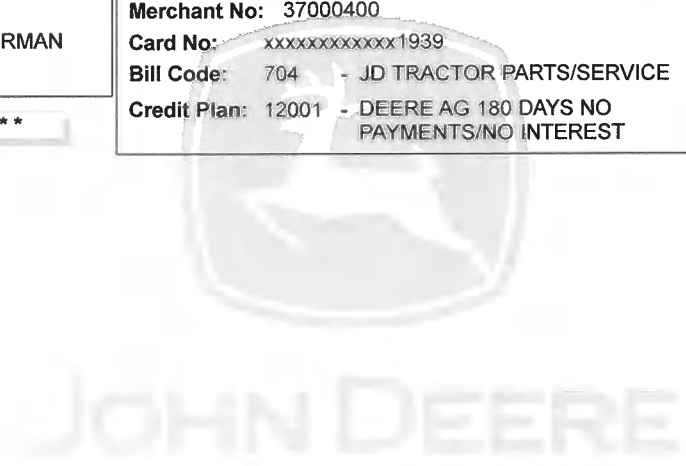 Merchant No: 37000400
RMAN
Card No: xxxxxxxxxxxx1939
Bill Code: 704 - JD TRACTOR PARTS/SERVICE
Credit Plan: 12001 - DEERE AG 180 DAYS NO
**
PAYMENTS/NO INTEREST
JOHN DEERE